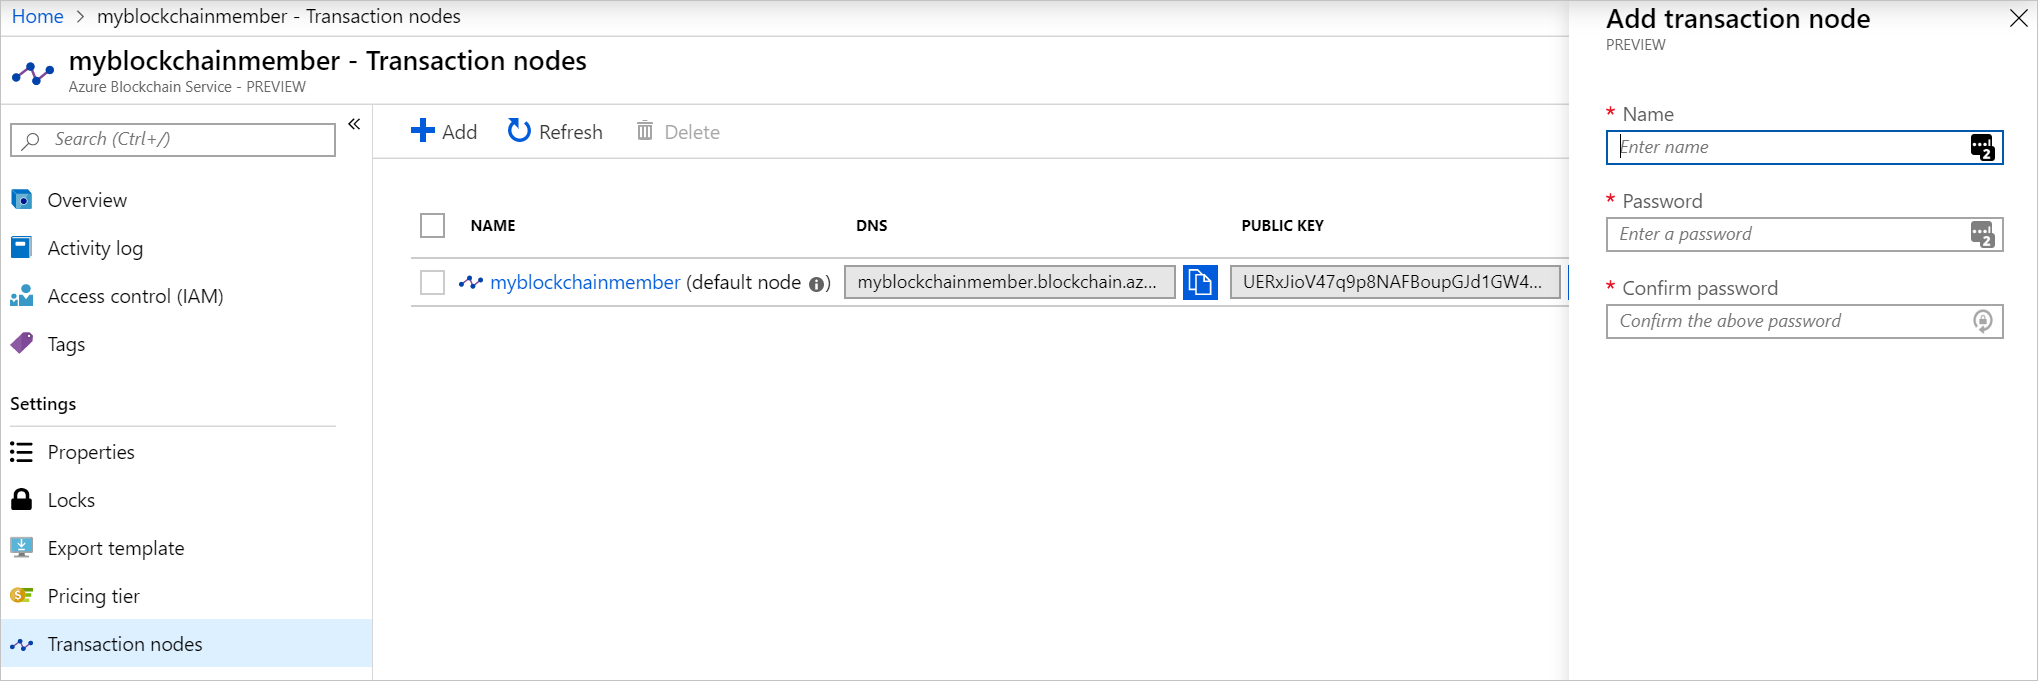 Home > myblockchainmember - Transaction nodes
myblockchainmember - Transaction nodes
Azure Blockchain Service - PREVIEW
Search (Ctrl+/)
«
Overview
Activity log
Access control (IAM)
Tags
Settings
Properties
Locks
Export template
Pricing tier
Transaction nodes
Add Refresh Delete
NAME DNS PUBLIC KEY
myblockchainmember (default node i) myblockchainmember.blockchain.az... UERxJioV47q9p8NAFBoupGJd1GW4...
Add transaction node
PREVIEW
* Name
Enter name 2
* Password
Enter a password 2
* Confirm password
Confirm the above password